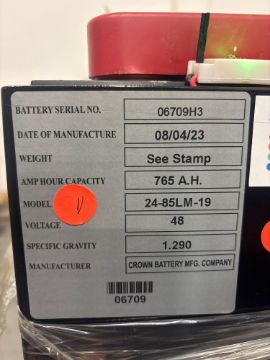 BATTERY SERIAL NO. 06709H3
DATE OF MANUFACTURE 08/04/23
WEIGHT See Stamp
AMP HOUR CAPACITY 765 A.H.
MODEL 24-85LM-19
VOLTAGE 48
SPECIFIC GRAVITY 1.290
MANUFACTURER CROWN BATTERY MFG. COMPANY
06709